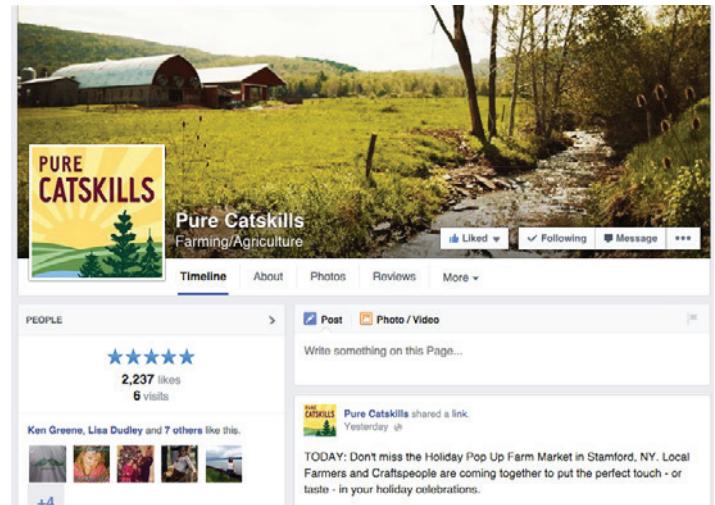 PURE
CATSKILLS
Pure Catskills
Farming/Agriculture
Liked
Following
Message
Timeline
About
Photos
Reviews
More
PEOPLE
2,237 likes
6 visits
Ken Greene, Lisa Dudley and 7 others like this.
+4
Post
Photo / Video
Write something on this Page...
PURE
CATSKILLS
Pure Catskills shared a link.
Yesterday
TODAY: Don't miss the Holiday Pop Up Farm Market in Stamford, NY. Local
Farmers and Craftspeople are coming together to put the perfect touch - or
taste - in your holiday celebrations.